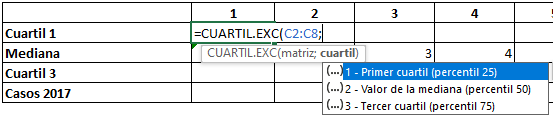 1 2 3 4
Cuartil 1 =CUARTIL.EXC(C2:C8;
CUARTIL.EXC(matriz; cuartil)
Mediana 3 4
(...) 1 - Primer cuartil (percentil 25)
Cuartil 3 (...) 2 - Valor de la mediana (percentil 50)
Casos 2017 (...) 3 - Tercer cuartil (percentil 75)